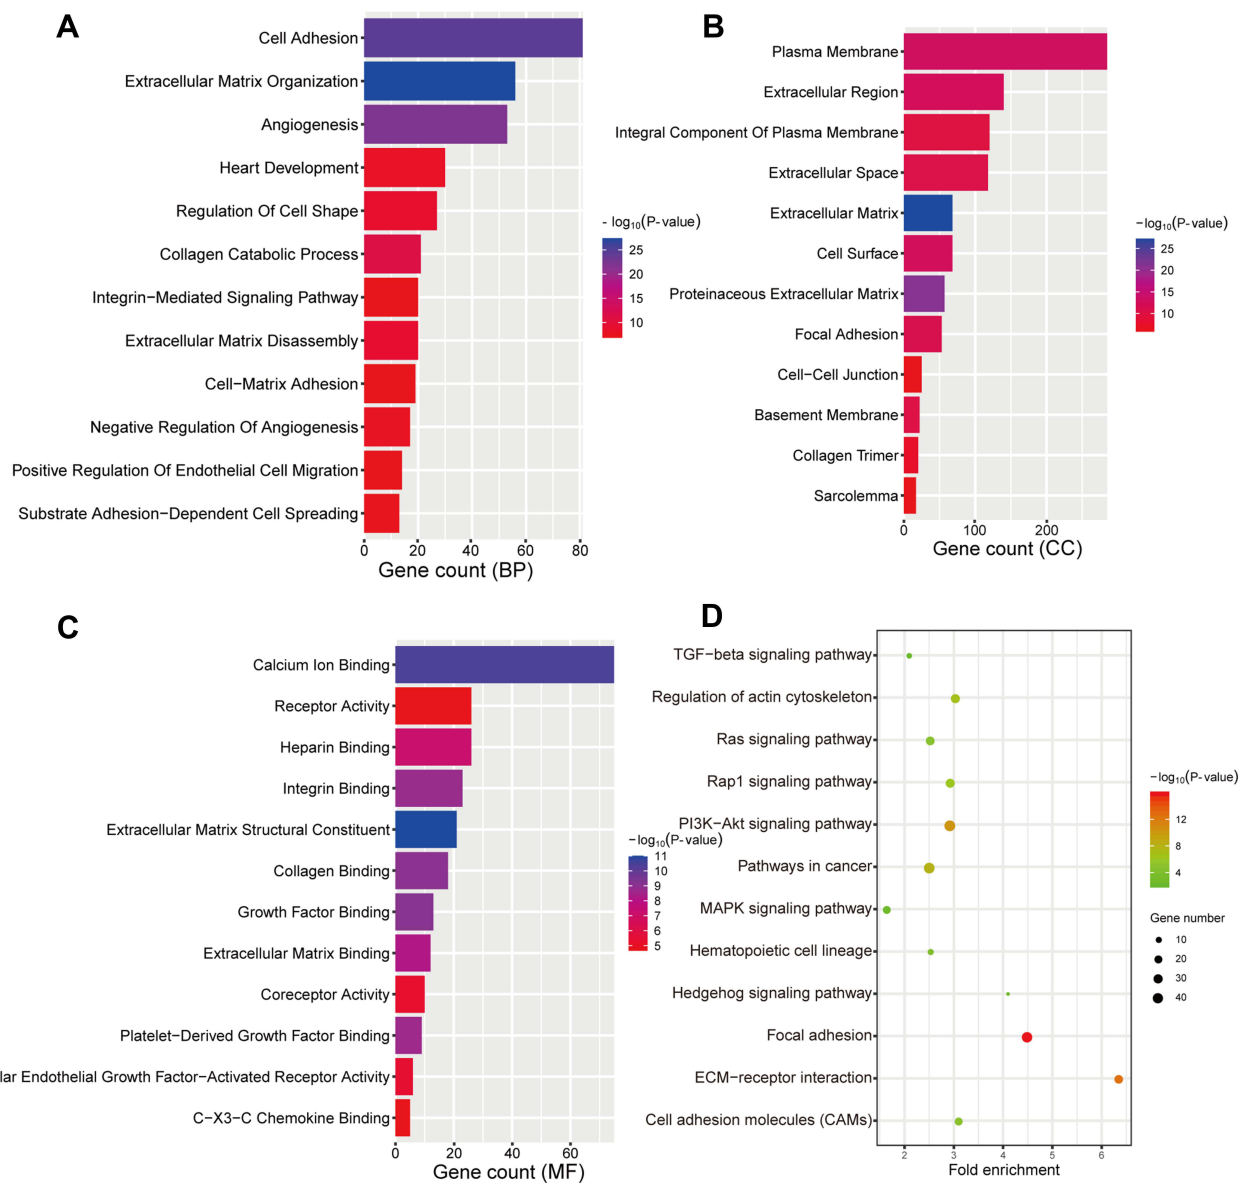 A
Cell Adhesion
Extracellular Matrix Organization
Angiogenesis
Heart Development
Regulation Of Cell Shape
Collagen Catabolic Process
Integrin−Mediated Signaling Pathway
Extracellular Matrix Disassembly
Cell−Matrix Adhesion
Negative Regulation Of Angiogenesis
Positive Regulation Of Endothelial Cell Migration
Substrate Adhesion−Dependent Cell Spreading
0 20 40 60 80
Gene count (BP)
- log10(P-value)
25
20
15
10
B
Plasma Membrane
Extracellular Region
Integral Component Of Plasma Membrane
Extracellular Space
Extracellular Matrix
Cell Surface
Proteinaceous Extracellular Matrix
Focal Adhesion
Cell−Cell Junction
Basement Membrane
Collagen Trimer
Sarcolemma
0 100 200
Gene count (CC)
−log10(P-value)
25
20
15
10
C
Calcium Ion Binding
Receptor Activity
Heparin Binding
Integrin Binding
Extracellular Matrix Structural Constituent
Collagen Binding
Growth Factor Binding
Extracellular Matrix Binding
Coreceptor Activity
Platelet−Derived Growth Factor Binding
lar Endothelial Growth Factor−Activated Receptor Activity
C−X3−C Chemokine Binding
0 20 40 60
Gene count (MF)
−log10(P-value)
11
10
9
8
7
6
5
D
TGF−beta signaling pathway
Regulation of actin cytoskeleton
Ras signaling pathway
Rap1 signaling pathway
PI3K−Akt signaling pathway
Pathways in cancer
MAPK signaling pathway
Hematopoietic cell lineage
Hedgehog signaling pathway
Focal adhesion
ECM−receptor interaction
Cell adhesion molecules (CAMs)
2 3 4 5 6
Fold enrichment
−log10(P-value)
12
8
4
Gene number
10
20
30
40